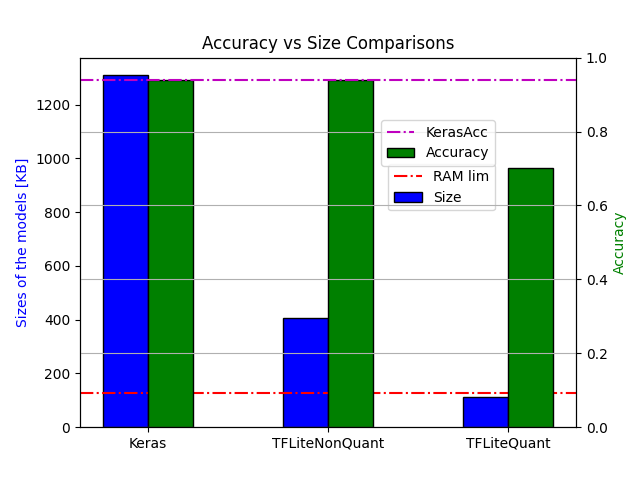 Accuracy vs Size Comparisons
Sizes of the models [KB]
1200
1000
800
600
400
200
0
KerasAcc
Accuracy
RAM lim
Size
1.0
0.8
0.6
0.4
0.2
0.0
Accuracy
Keras
TFLiteNonQuant
TFLiteQuant